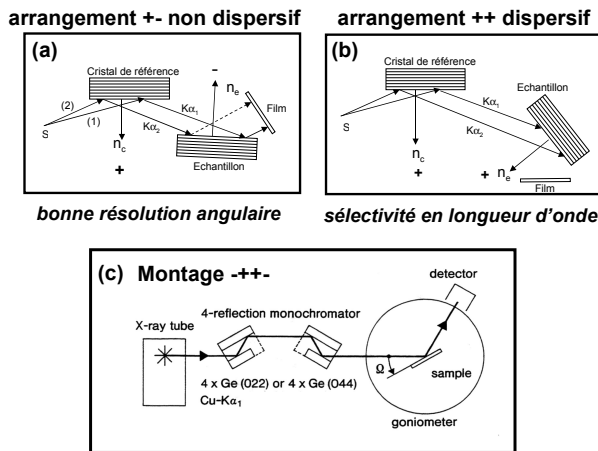 arrangement +- non dispersif
arrangement ++ dispersif
(a)
Cristal de référence
-
n_e
Film
(2)
(1)
S
Kα₁
Kα₂
n_c
+
Echantillon
(b)
Cristal de référence
Echantillon
S
Kα₁
Kα₂
n_c
+
+
n_e
Film
bonne résolution angulaire
sélectivité en longueur d'onde
(c) Montage -++-
detector
4-reflection monochromator
X-ray tube
Ω
sample
4 x Ge (022) or 4 x Ge (044)
Cu-Kα₁
goniometer